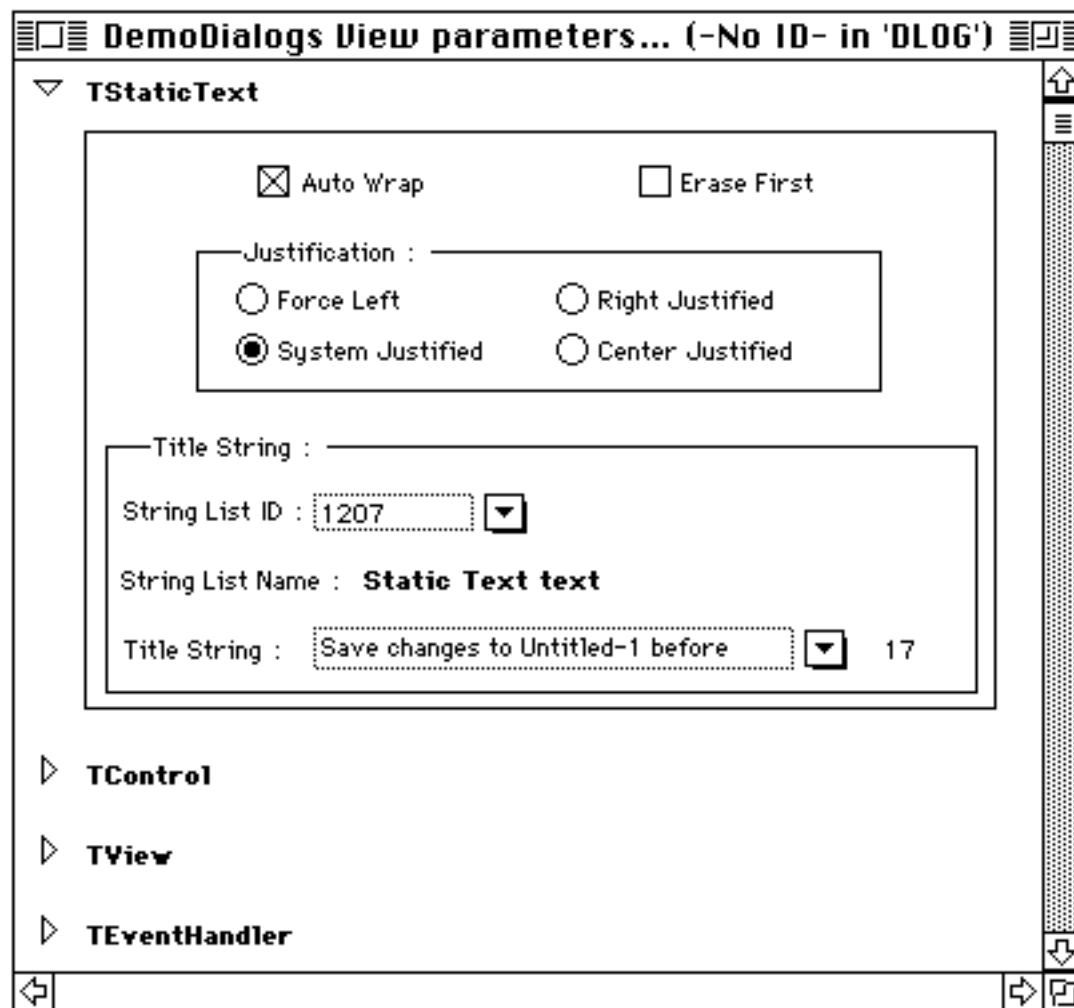 DemoDialogs View parameters... (-No ID- in 'DLOG')
TStaticText
Auto Wrap Erase First
Justification :
Force Left Right Justified
System Justified Center Justified
Title String :
String List ID : 1207
String List Name : Static Text text
Title String : Save changes to Untitled-1 before 17
TControl
TView
TEventHandler